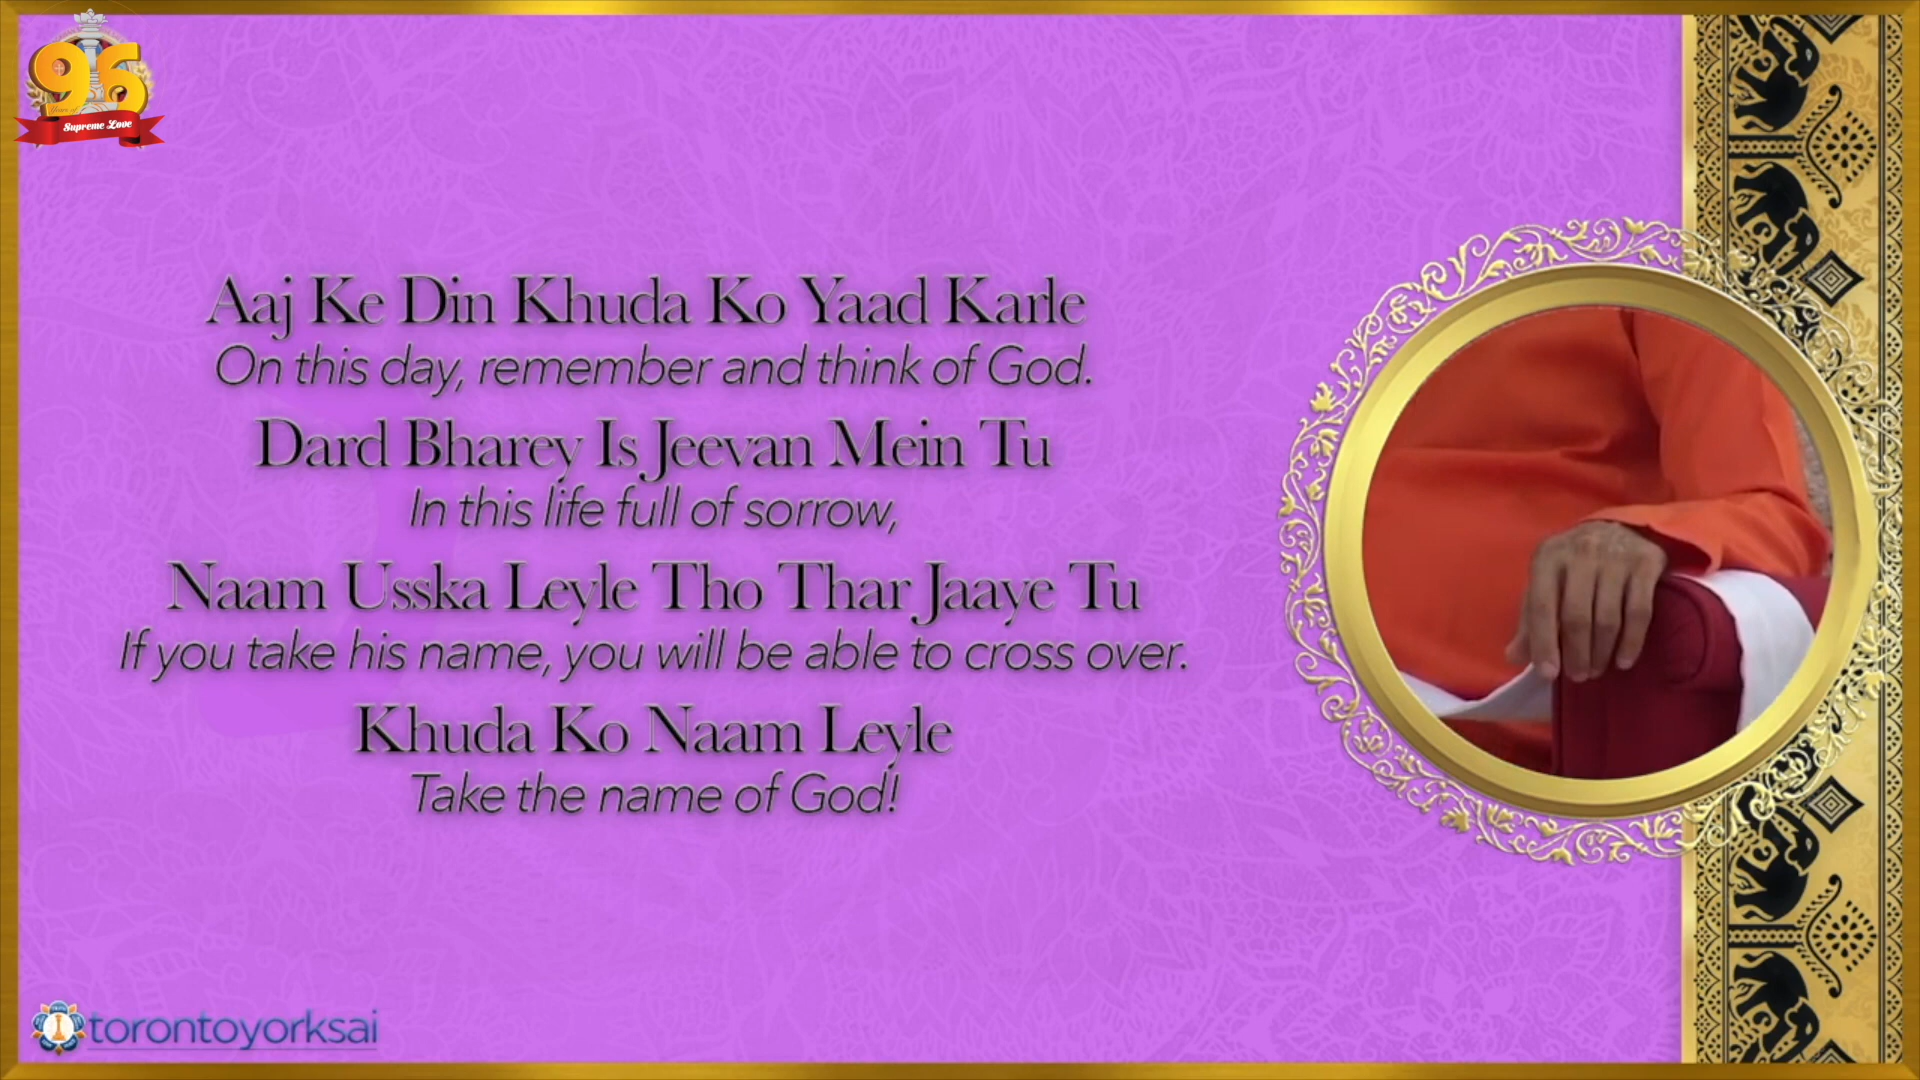 96
Years of
Supreme Love
Aaj Ke Din Khuda Ko Yaad Karle
On this day, remember and think of God.
Dard Bharey Is Jeevan Mein Tu
In this life full of sorrow,
Naam Usska Leyle Tho Thar Jaaye Tu
If you take his name, you will be able to cross over.
Khuda Ko Naam Leyle
Take the name of God!
torontoyorksai